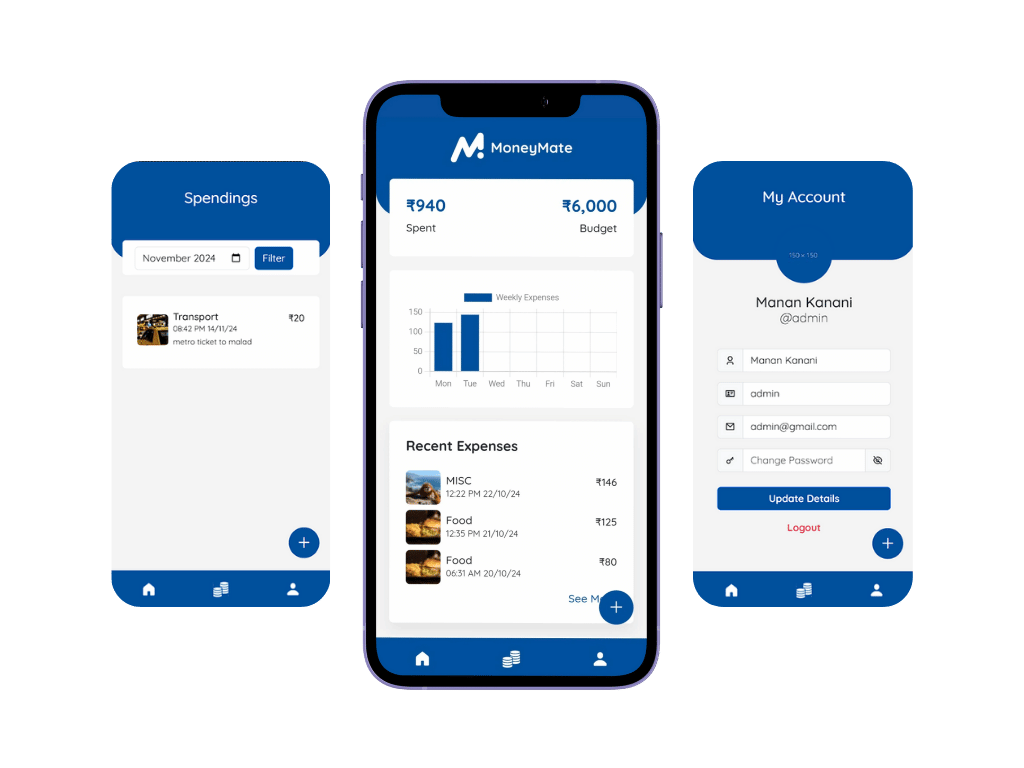 Spendings
November 2024
Filter
Transport
₹20
08:42 PM 14/11/24
metro ticket to malad
MoneyMate
₹940
₹6,000
Spent
Budget
Weekly Expenses
150
100
50
0
Mon Tue Wed Thu Fri Sat Sun
Recent Expenses
MISC
₹146
12:22 PM 22/10/24
Food
₹125
12:35 PM 21/10/24
Food
₹80
06:31 AM 20/10/24
See
My Account
150 × 150
Manan Kanani
@admin
Manan Kanani
admin
admin@gmail.com
Change Password
Update Details
Logout